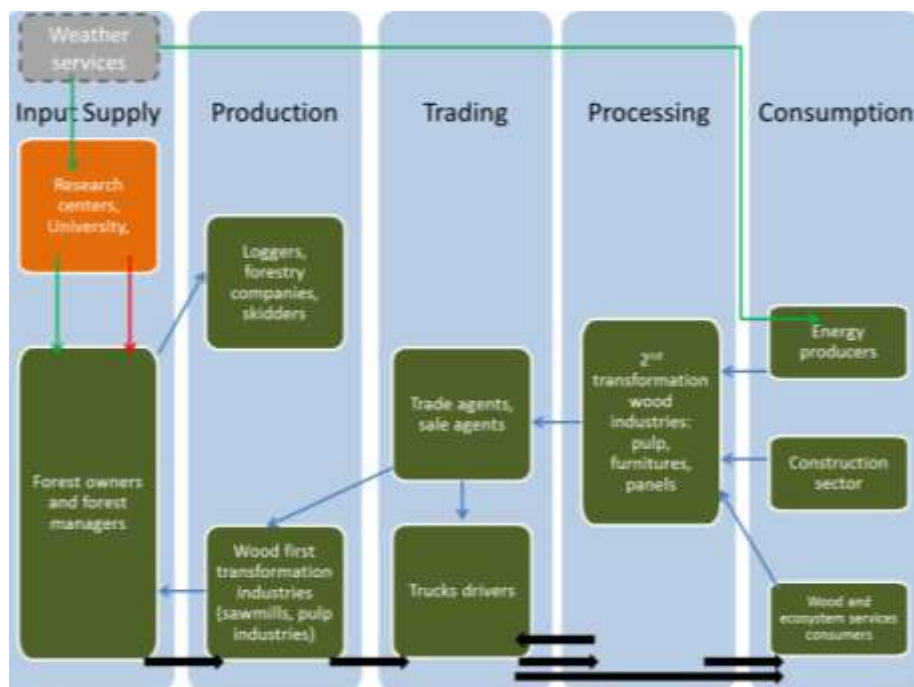 Weather
services
Input Supply
Production
Trading
Processing
Consumption
Research
centers,
University,
Loggers,
forestry
companies,
skidders
Forest owners
and forest
managers
Wood first
transformation
industries
(sawmills, pulp
industries)
Trade agents,
sale agents
Trucks drivers
2nd
transformation
wood
industries:
pulp,
furnitures,
panels
Energy
producers
Construction
sector
Wood and
ecosystem services
consumers